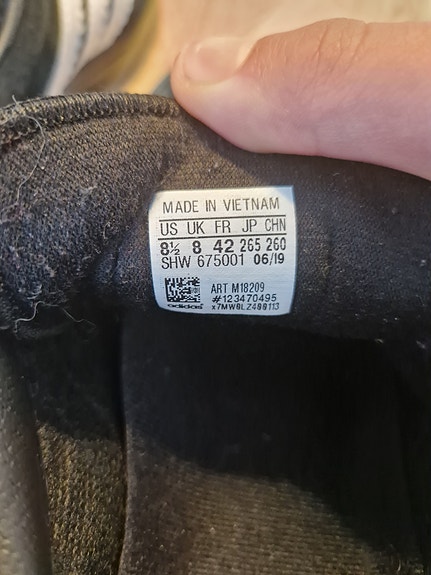 MADE IN VIETNAM
US UK FR JP CHN
8½ 8 42 265 260
SHW 675001 06/19
ART M18209
#123470495
adidas x7MW0LZ400113